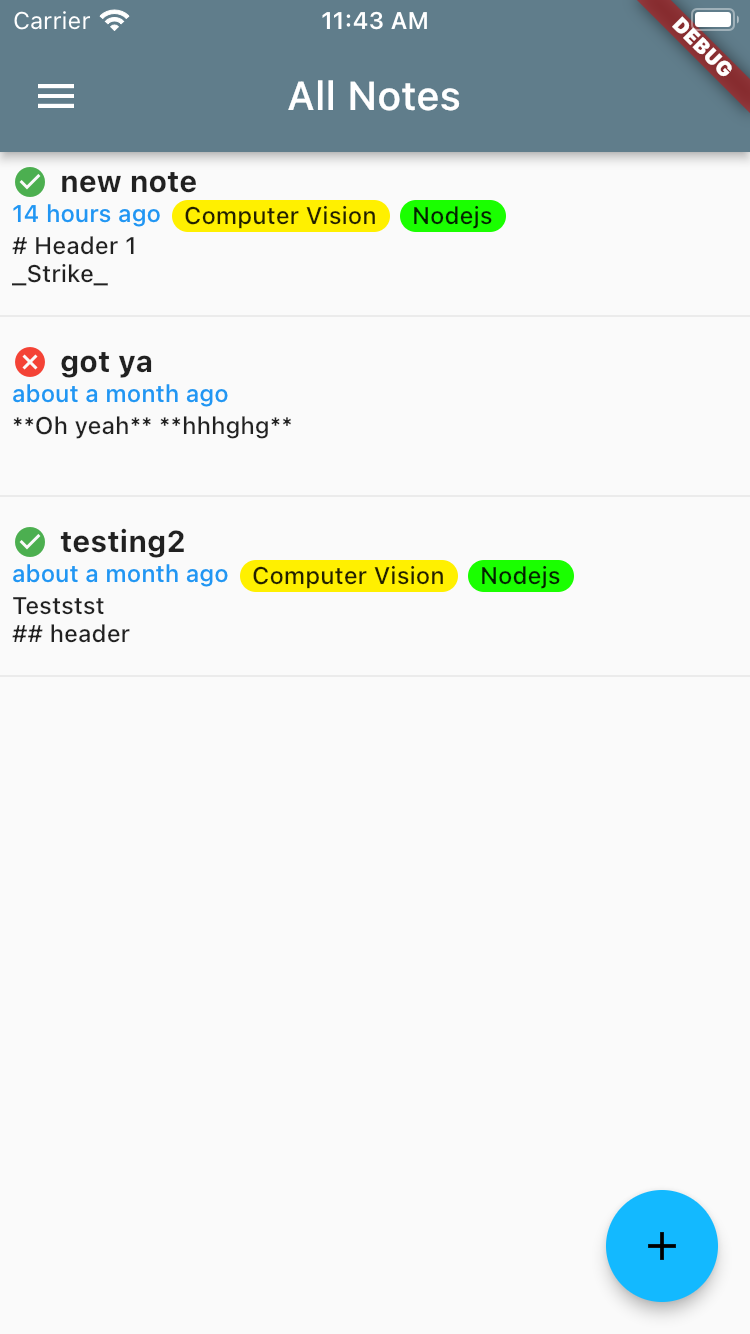 Carrier 11:43 AM
DEBUG
All Notes
new note
14 hours ago Computer Vision Nodejs
# Header 1
_Strike_
got ya
about a month ago
**Oh yeah** **hhhghg**
testing2
about a month ago Computer Vision Nodejs
Teststst
## header